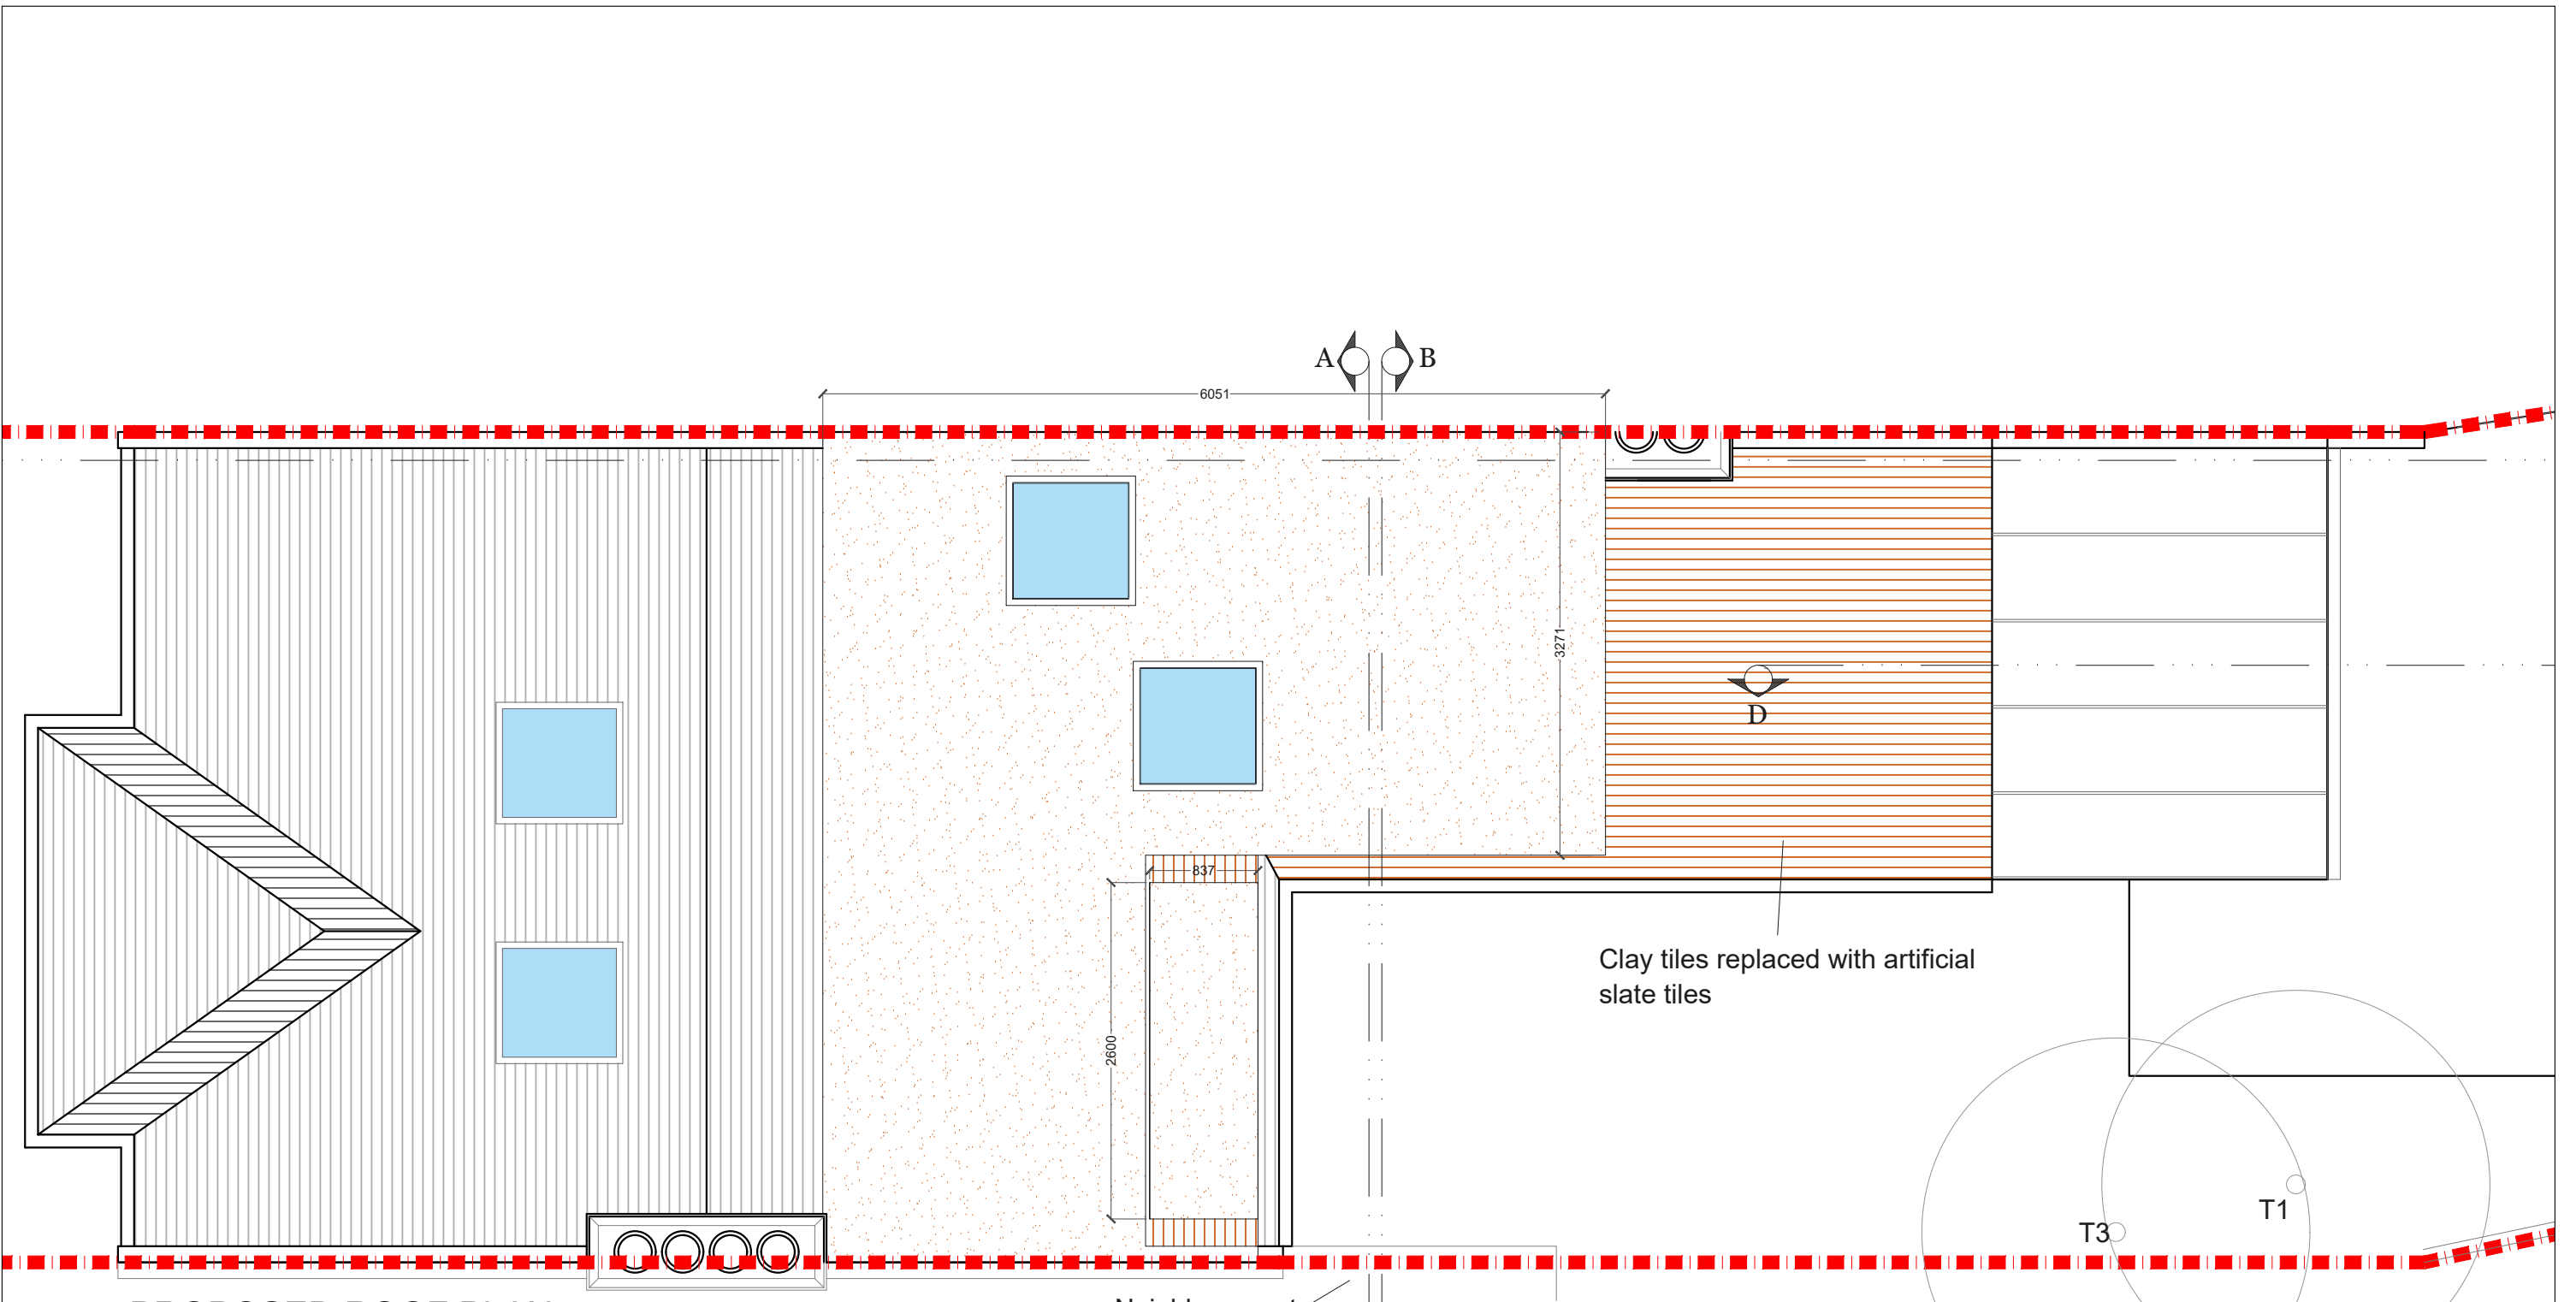 A B
6051
3271
D
837
Clay tiles replaced with artificial
slate tiles
2600
T1
T3